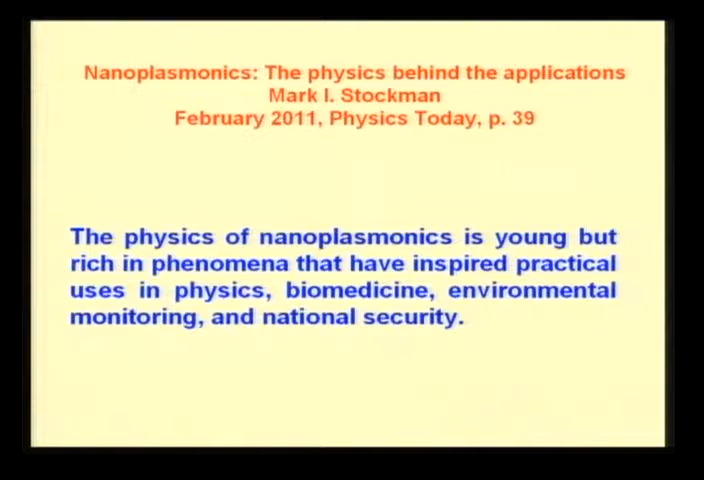 Nanoplasmonics: The physics behind the applications
Mark I. Stockman
February 2011, Physics Today, p. 39
The physics of nanoplasmonics is young but
rich in phenomena that have inspired practical
uses in physics, biomedicine, environmental
monitoring, and national security.